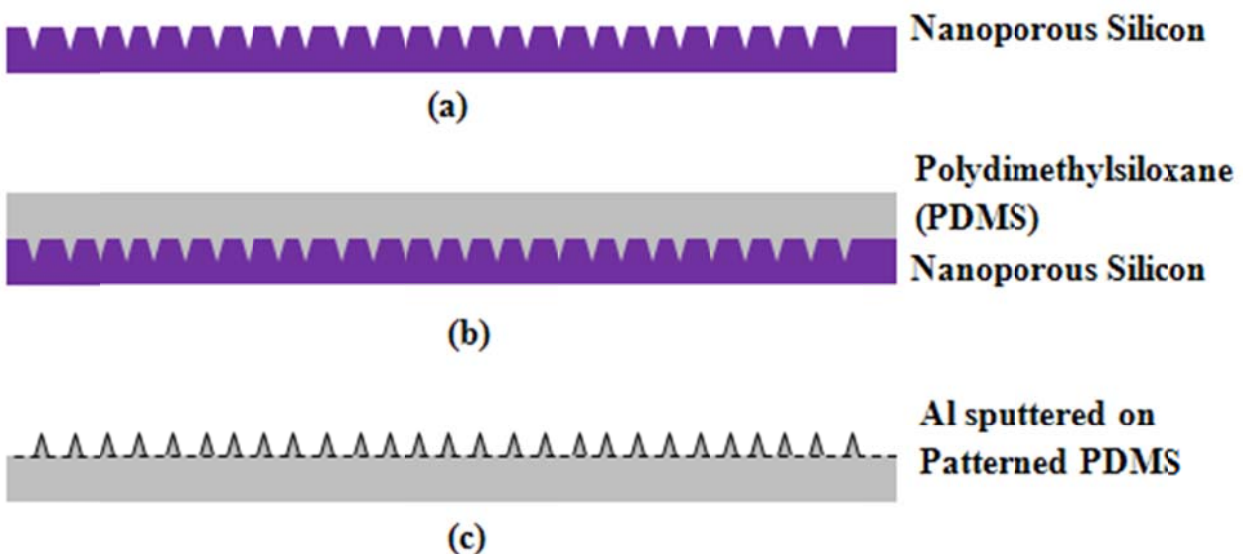 Nanoporous Silicon
(a)
Polydimethylsiloxane
(PDMS)
Nanoporous Silicon
(b)
Al sputtered on
Patterned PDMS
(c)